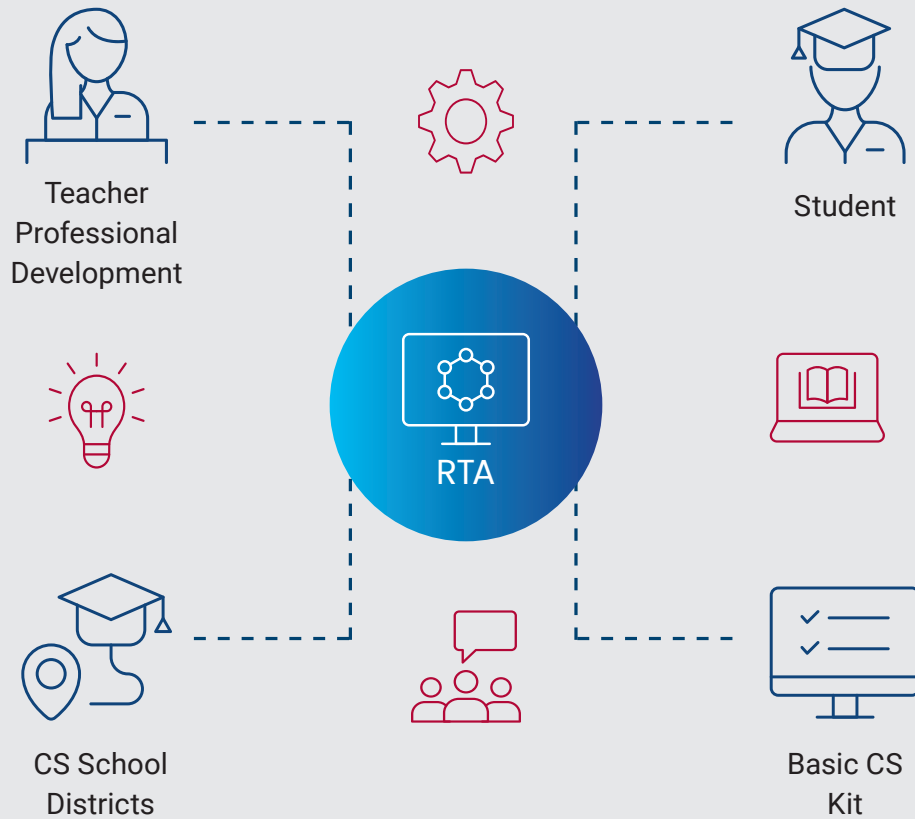 Teacher
Professional
Development
Student
RTA
CS School
Districts
Basic CS
Kit